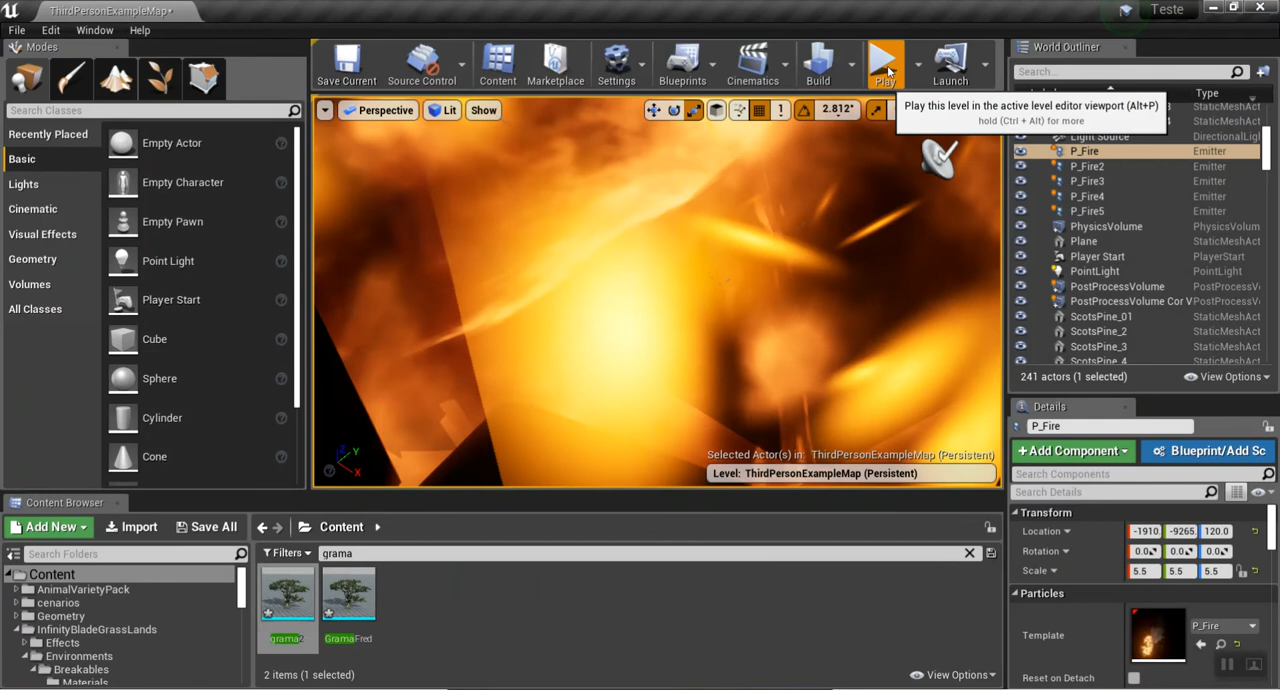 ThirdPersonExampleMap*
Teste
File Edit Window Help
Modes
Search Classes
Recently Placed
Basic
Lights
Cinematic
Visual Effects
Geometry
Volumes
All Classes
Empty Actor
Empty Character
Empty Pawn
Point Light
Player Start
Cube
Sphere
Cylinder
Cone
Save Current
Source Control
Content
Marketplace
Settings
Blueprints
Cinematics
Build
Play
Launch
Perspective
Lit
Show
2.812°
Play this level in the active level editor viewport (Alt+P)
hold (Ctrl + Alt) for more
Z
Y
X
Selected Actor(s) in: ThirdPersonExampleMap (Persistent)
Level: ThirdPersonExampleMap (Persistent)
World Outliner
Search...
Type
StaticMeshAct
StaticMeshAct
Light Source DirectionalLigh
P_Fire Emitter
P_Fire2 Emitter
P_Fire3 Emitter
P_Fire4 Emitter
P_Fire5 Emitter
PhysicsVolume PhysicsVolum
Plane StaticMeshAct
Player Start PlayerStart
PointLight PointLight
PostProcessVolume PostProcessV
PostProcessVolume Cor V PostProcessV
ScotsPine_01 StaticMeshAct
ScotsPine_2 StaticMeshAct
ScotsPine_3 StaticMeshAct
ScotsPine_4 StaticMeshAct
241 actors (1 selected)
View Options
Details
P_Fire
+ Add Component
Blueprint/Add Sc
Search Components
Search Details
Transform
Location -1910. -9265. 120.0
Rotation 0.0 0.0 0.0
Scale 5.5 5.5 5.5
Particles
Template P_Fire
Reset on Detach
Content Browser
Add New Import Save All Content
Search Folders
Filters grama
Content
AnimalVarietyPack
cenarios
Geometry
InfinityBladeGrassLands
Effects
Environments
Breakables
Materials
grama2 GramaFred
2 items (1 selected)
View Options